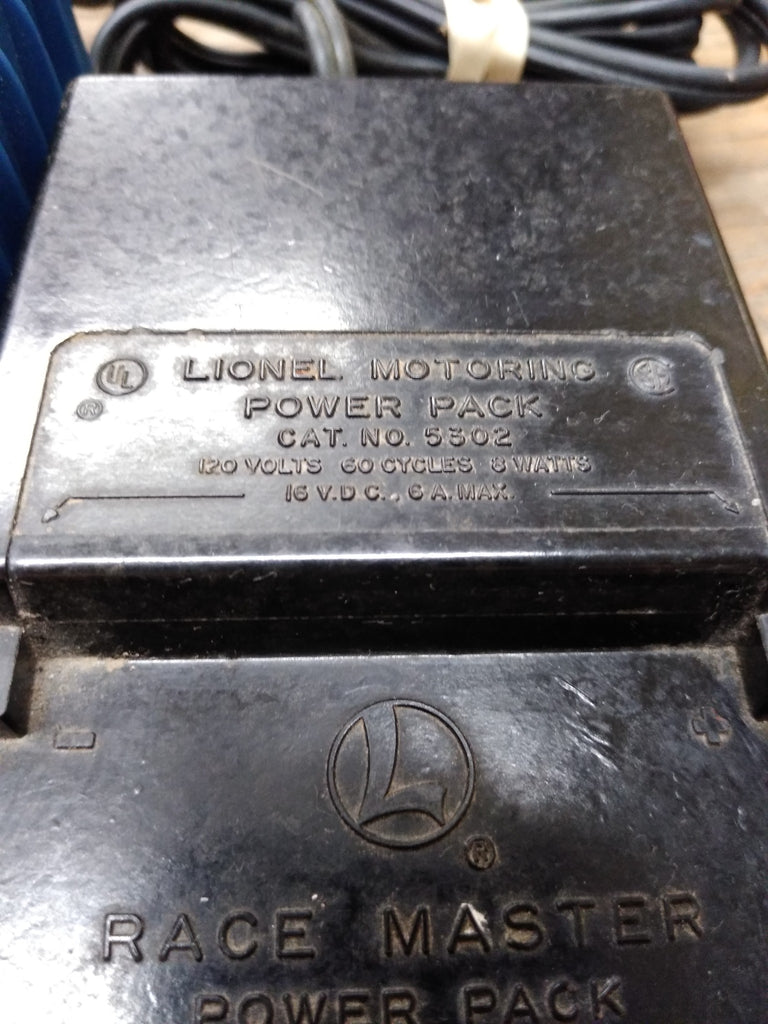 UL LIONEL MOTORING
®
POWER PACK
CAT. NO. 5302
120 VOLTS 60 CYCLES 8 WATTS
16 V.D C. , 6 A. MAX.
- +
L
®
RACE MASTER
POWER PACK